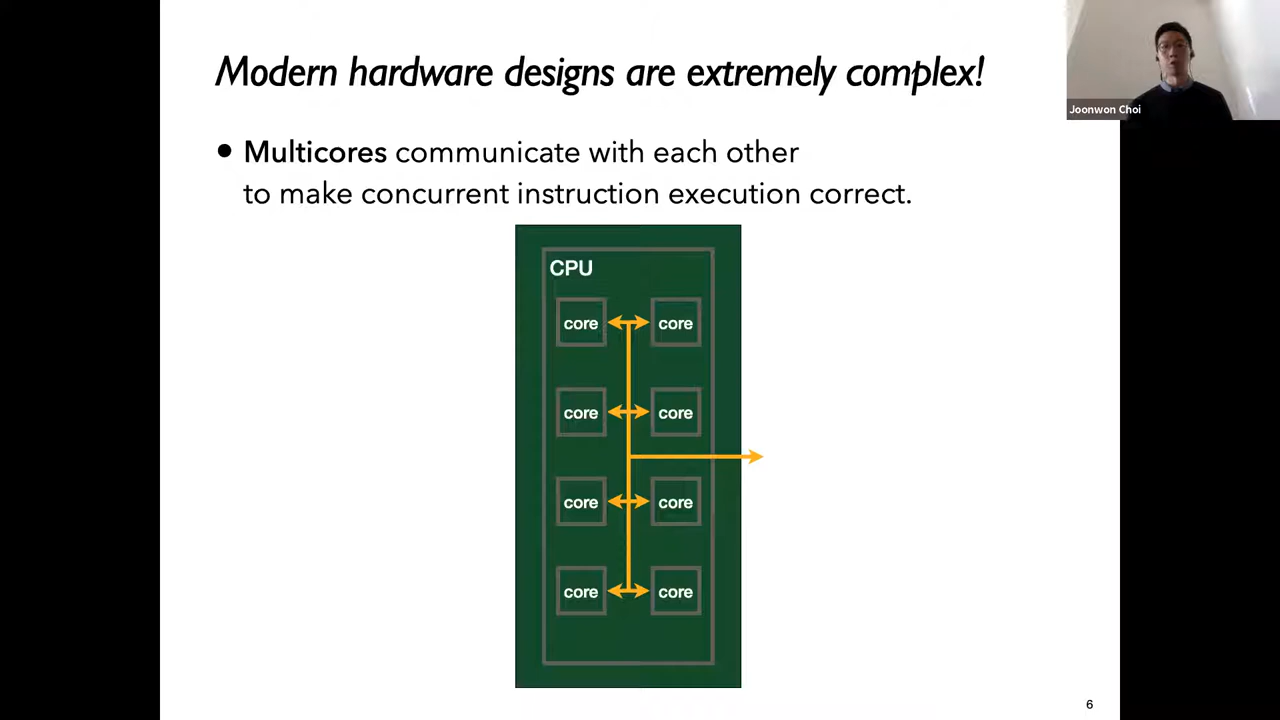 Modern hardware designs are extremely complex!
Joonwon Choi
● Multicores communicate with each other
to make concurrent instruction execution correct.
CPU
core core
core core
core core
core core
6